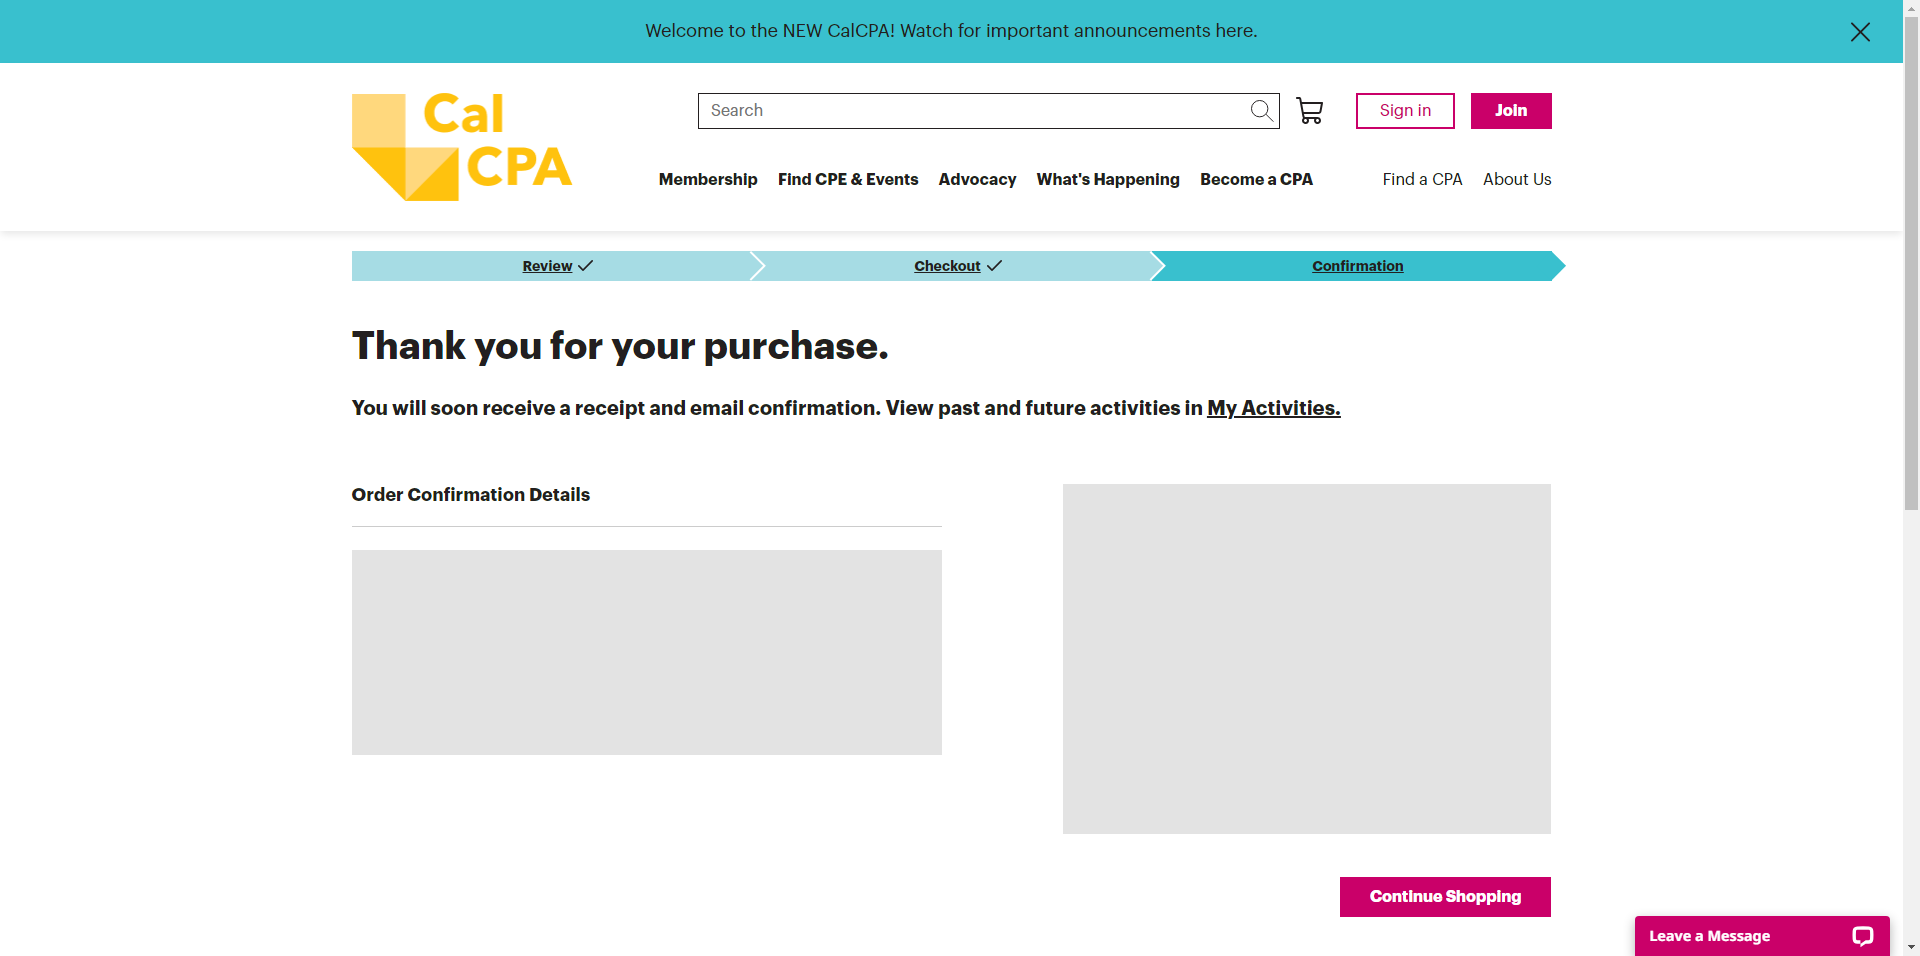 Welcome to the NEW CalCPA! Watch for important announcements here.
Cal
CPA
Search
Sign in
Join
Membership
Find CPE & Events
Advocacy
What's Happening
Become a CPA
Find a CPA
About Us
Review
Checkout
Confirmation
Thank you for your purchase.
You will soon receive a receipt and email confirmation. View past and future activities in My Activities.
Order Confirmation Details
Continue Shopping
Leave a Message